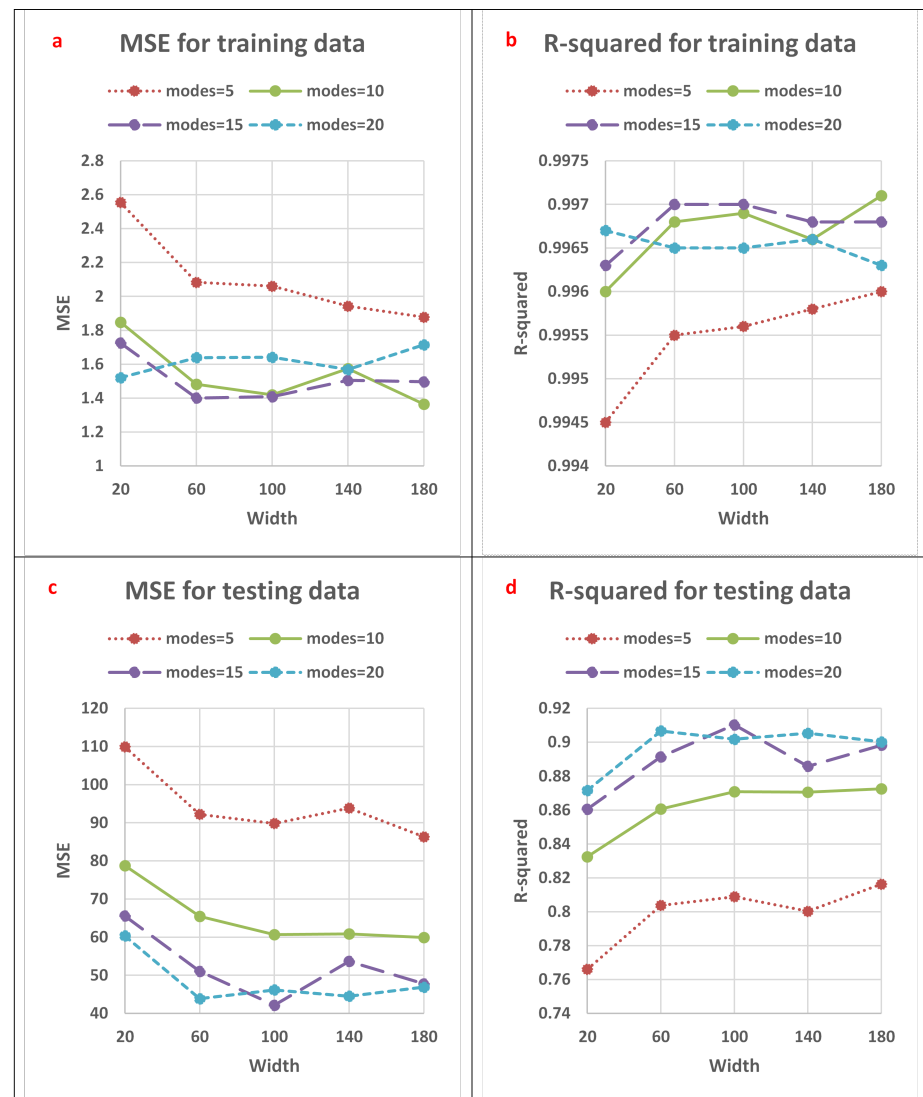 a MSE for training data
modes=5 modes=10
modes=15 modes=20
2.8
2.6
2.4
2.2
2
1.8
1.6
1.4
1.2
1
MSE
20 60 100 140 180
Width
b R-squared for training data
modes=5 modes=10
modes=15 modes=20
0.9975
0.997
0.9965
0.996
0.9955
0.995
0.9945
0.994
R-squared
20 60 100 140 180
Width
c MSE for testing data
modes=5 modes=10
modes=15 modes=20
120
110
100
90
80
70
60
50
40
MSE
20 60 100 140 180
Width
d R-squared for testing data
modes=5 modes=10
modes=15 modes=20
0.92
0.9
0.88
0.86
0.84
0.82
0.8
0.78
0.76
0.74
R-squared
20 60 100 140 180
Width